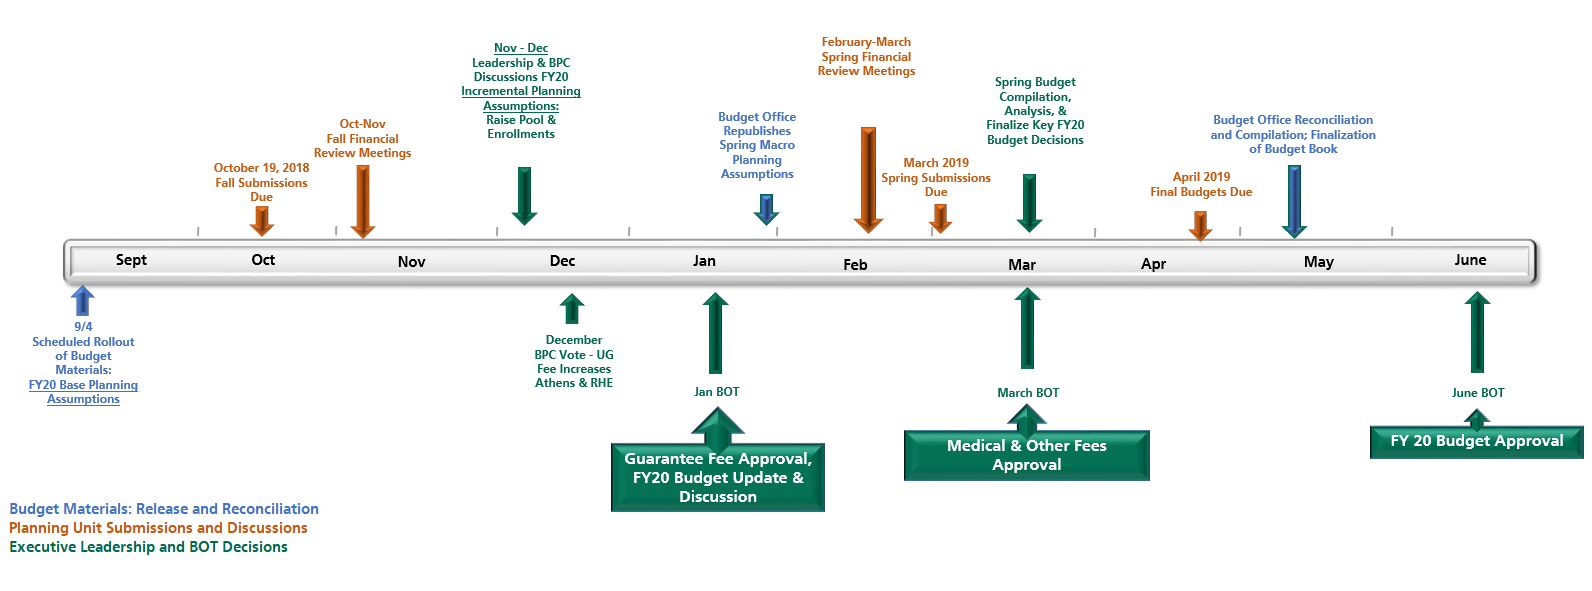 Nov - Dec
Leadership & BPC
Discussions FY20
Incremental Planning
Assumptions:
Raise Pool &
Enrollments
February-March
Spring Financial
Review Meetings
Spring Budget
Compilation,
Analysis, &
Finalize Key FY20
Budget Decisions
Oct-Nov
Fall Financial
Review Meetings
Budget Office
Republishes
Spring Macro
Planning
Assumptions
Budget Office Reconciliation
and Compilation; Finalization
of Budget Book
October 19, 2018
Fall Submissions
Due
March 2019
Spring Submissions
Due
April 2019
Final Budgets Due
Sept
Oct
Nov
Dec
Jan
Feb
Mar
Apr
May
June
9/4
Scheduled Rollout
of Budget
Materials:
FY20 Base Planning
Assumptions
December
BPC Vote - UG
Fee Increases
Athens & RHE
Jan BOT
Guarantee Fee Approval,
FY20 Budget Update &
Discussion
March BOT
Medical & Other Fees
Approval
June BOT
FY 20 Budget Approval
Budget Materials: Release and Reconciliation
Planning Unit Submissions and Discussions
Executive Leadership and BOT Decisions